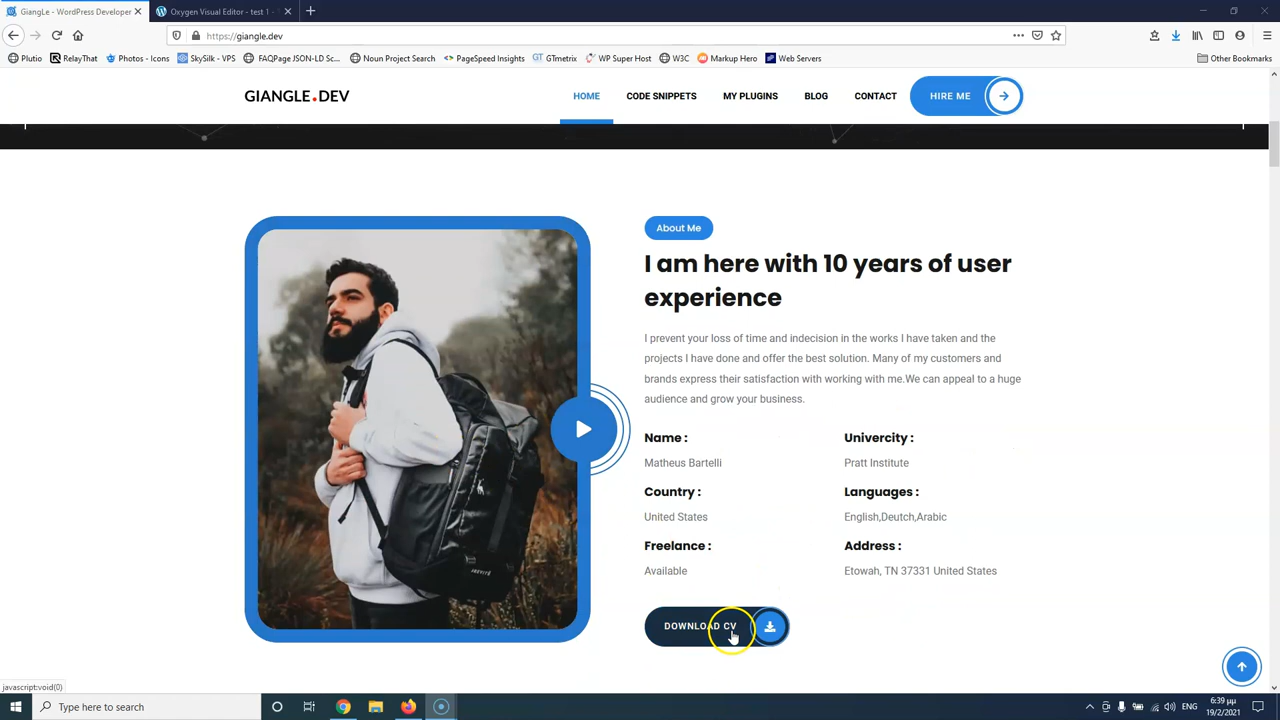 GiangLe - WordPress Developer
Oxygen Visual Editor - test 1 -
https://giangle.dev
Plutio
RelayThat
Photos - Icons
SkySilk - VPS
FAQPage JSON-LD Sc...
Noun Project Search
PageSpeed Insights
GTmetrix
WP Super Host
W3C
Markup Hero
Web Servers
Other Bookmarks
GIANGLE.DEV
HOME
CODE SNIPPETS
MY PLUGINS
BLOG
CONTACT
HIRE ME
About Me
I am here with 10 years of user
experience
I prevent your loss of time and indecision in the works I have taken and the
projects I have done and offer the best solution. Many of my customers and
brands express their satisfaction with working with me.We can appeal to a huge
audience and grow your business.
Name :
Univercity :
Matheus Bartelli
Pratt Institute
Country :
Languages :
United States
English,Deutch,Arabic
Freelance :
Address :
Available
Etowah, TN 37331 United States
DOWNLOAD CV
javascript:void(0)
Type here to search
ΕΝG
6:39 μμ
19/2/2021